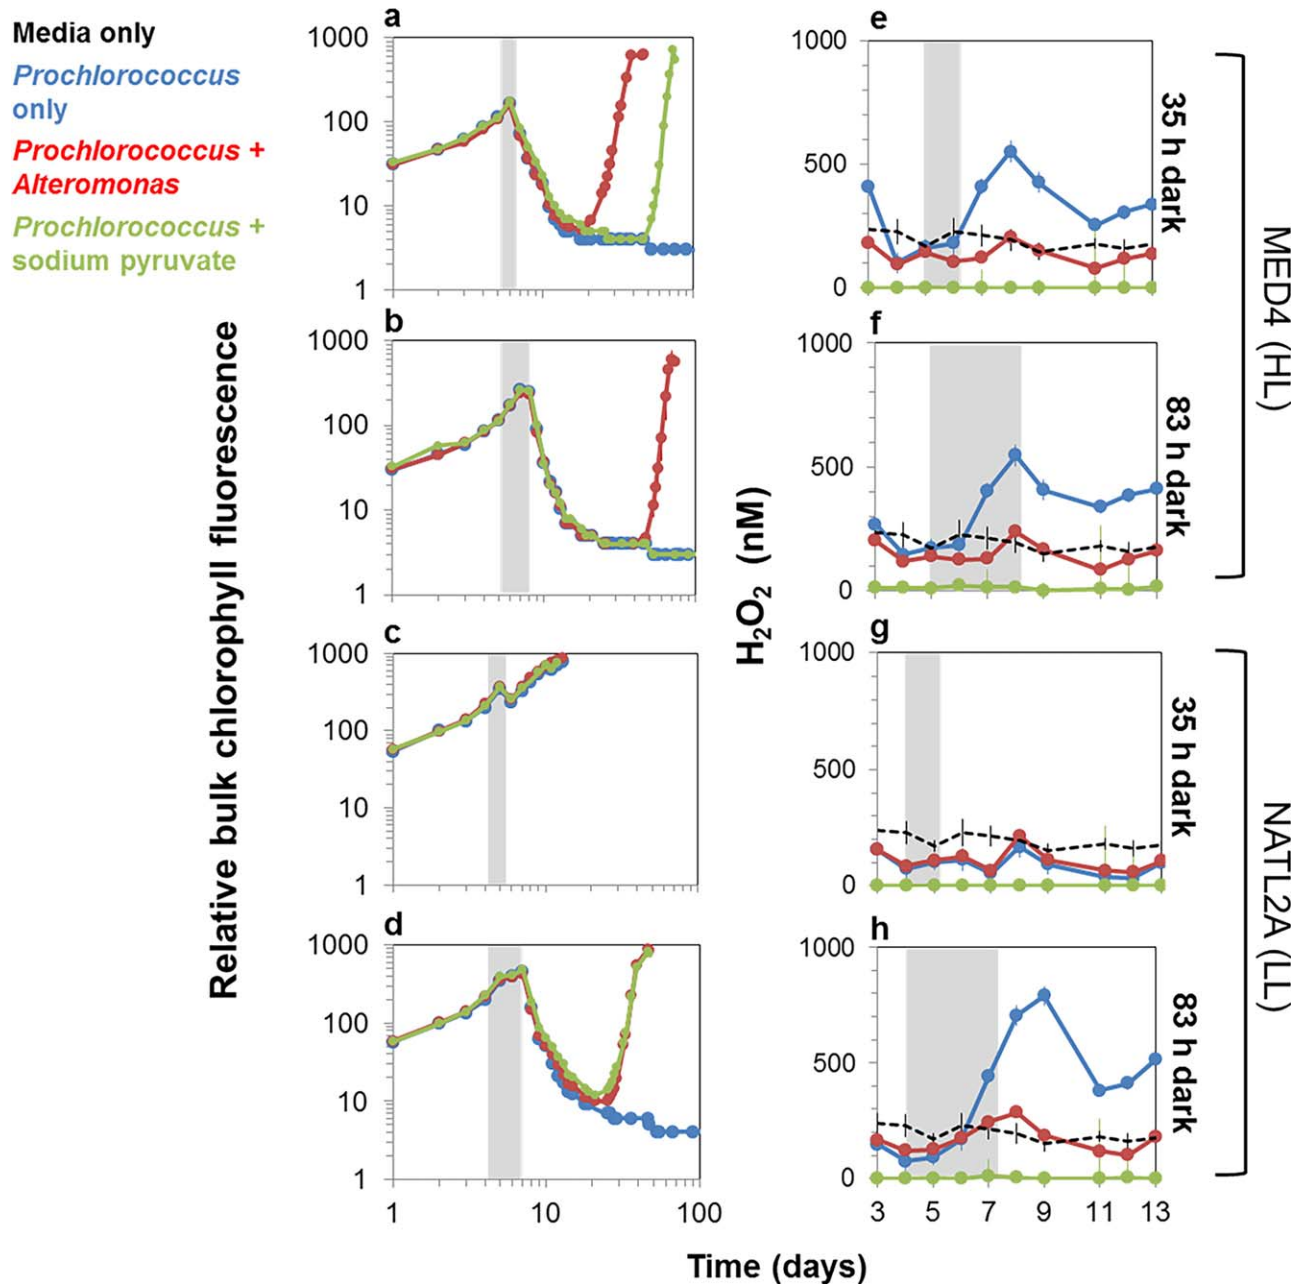 Media only
Prochlorococcus
only
Prochlorococcus +
Alteromonas
Prochlorococcus +
sodium pyruvate
Relative bulk chlorophyll fluorescence
a
1000
100
10
1
b
1000
100
10
1
c
1000
100
10
1
d
1000
100
10
1
1 10 100
H2O2 (nM)
e
1000
500
0
35 h dark
f
1000
500
0
83 h dark
MED4 (HL)
g
1000
500
0
35 h dark
h
1000
500
0
83 h dark
NATL2A (LL)
3 5 7 9 11 13
Time (days)